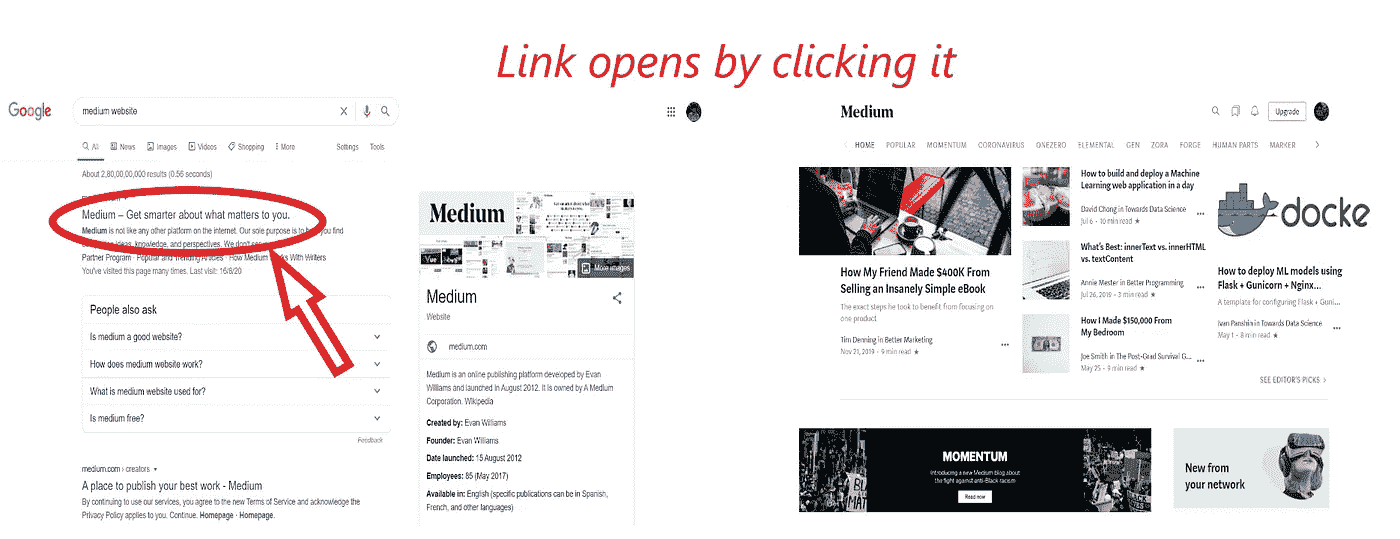 Link opens by clicking it
Google
medium website
All News Images Videos Shopping More Settings Tools
About 2,80,00,00,000 results (0.56 seconds)
Medium – Get smarter about what matters to you.
Medium is not like any other platform on the internet. Our sole purpose is to help you find
ideas, knowledge, and perspectives. We don't
Partner Program · Popular and Trending Articles · How Medium Works With Writers
You've visited this page many times. Last visit: 16/8/20
People also ask
Is medium a good website?
How does medium website work?
What is medium website used for?
Is medium free?
Feedback
medium.com › creators
A place to publish your best work - Medium
By continuing to use our services, you agree to the new Terms of Service and acknowledge the
Privacy Policy applies to you. Continue. Homepage · Homepage.
Medium
More images
Medium
Website
medium.com
Medium is an online publishing platform developed by Evan
Williams and launched in August 2012. It is owned by A Medium
Corporation. Wikipedia
Created by: Evan Williams
Founder: Evan Williams
Date launched: 15 August 2012
Employees: 85 (May 2017)
Available in: English (specific publications can be in Spanish,
French, and other languages)
Medium
Upgrade
HOME POPULAR MOMENTUM CORONAVIRUS ONEZERO ELEMENTAL GEN ZORA FORGE HUMAN PARTS MARKER
How My Friend Made $400K From
Selling an Insanely Simple eBook
The exact steps he took to benefit from focusing on
one product
Tim Denning in Better Marketing
Nov 21, 2019 · 9 min read ★
How to build and deploy a Machine
Learning web application in a day
David Chong in Towards Data Science
Jul 6 · 10 min read ★
What's Best: innerText vs. innerHTML
vs. textContent
Annie Mester in Better Programming
Jul 26, 2019 · 3 min read ★
How I Made $150,000 From
My Bedroom
Joe Smith in The Post-Grad Survival G...
May 25 · 9 min read ★
docke
How to deploy ML models using
Flask + Gunicorn + Nginx...
A template for configuring Flask + Guni...
Ivan Panshin in Towards Data Science
May 1 · 8 min read ★
SEE EDITOR'S PICKS
MOMENTUM
Introducing a new Medium blog about
the fight against anti-Black racism
Read now
New from
your network